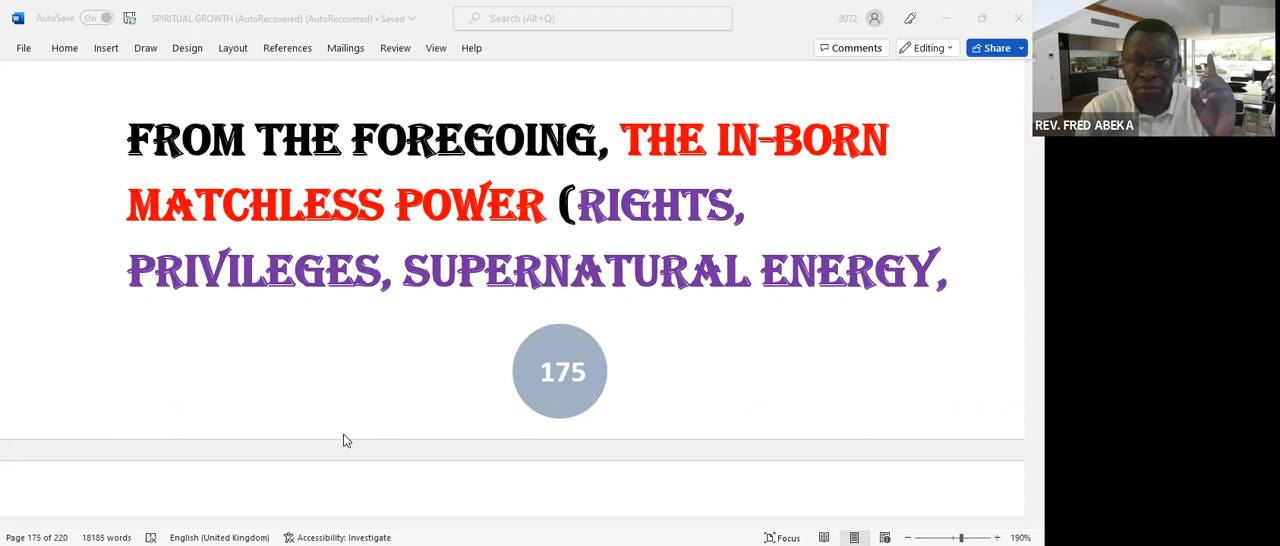 AutoSave Off SPIRITUAL GROWTH (AutoRecovered) (AutoRecovered) • Saved Search (Alt+Q) 8072
File Home Insert Draw Design Layout References Mailings Review View Help Comments Editing Share
REV. FRED ABEKA
FROM THE FOREGOING, THE IN-BORN
MATCHLESS POWER (RIGHTS,
PRIVILEGES, SUPERNATURAL ENERGY,
175
Page 175 of 220 18185 words English (United Kingdom) Accessibility: Investigate Focus 190%